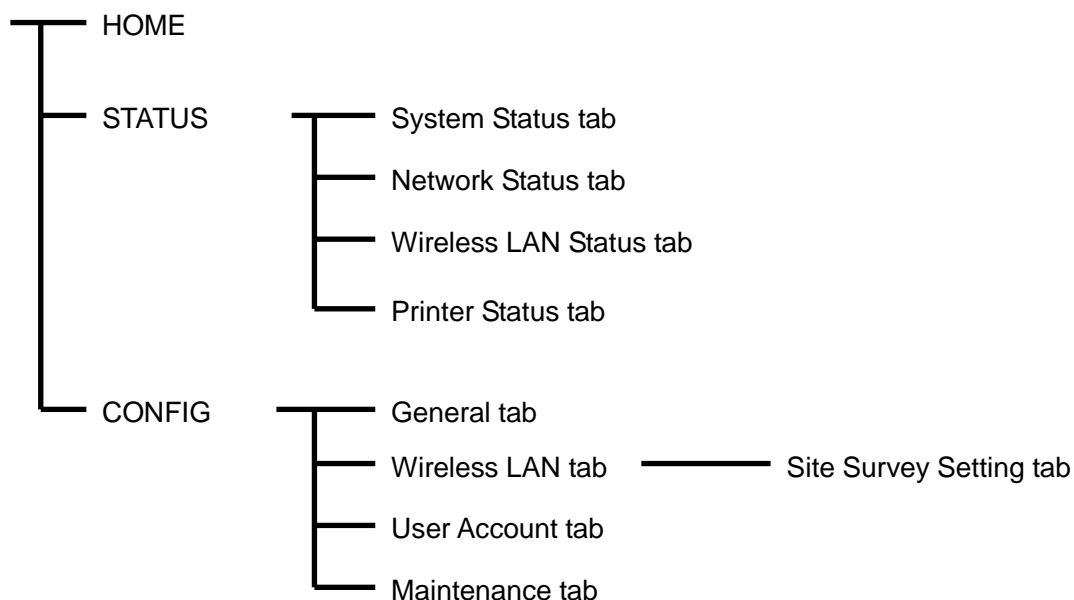 HOME
STATUS
System Status tab
Network Status tab
Wireless LAN Status tab
Printer Status tab
CONFIG
General tab
Wireless LAN tab
Site Survey Setting tab
User Account tab
Maintenance tab